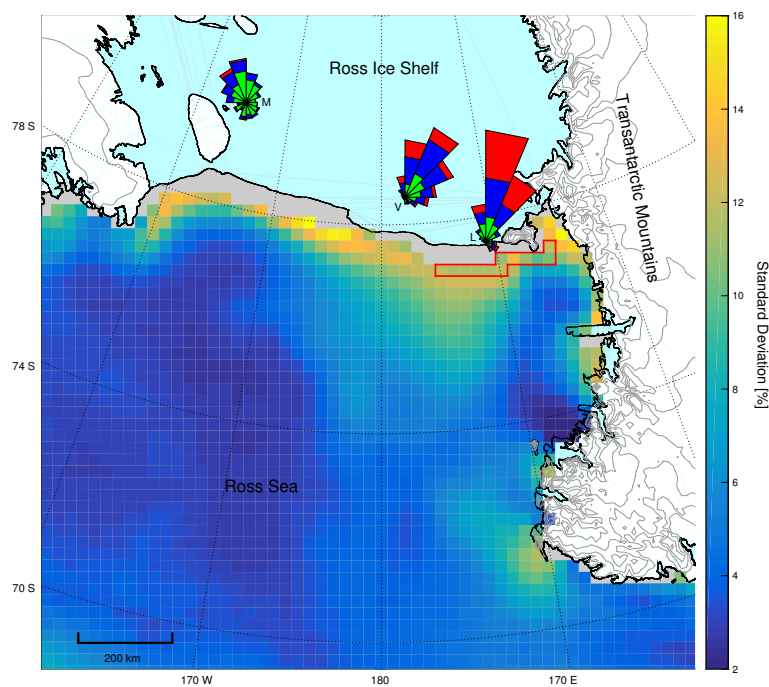 Ross Ice Shelf
M
V
L
Transantarctic Mountains
Ross Sea
78 S
74 S
70 S
200 km
170 W
180
170 E
16
14
12
10
8
6
4
2
Standard Deviation [%]